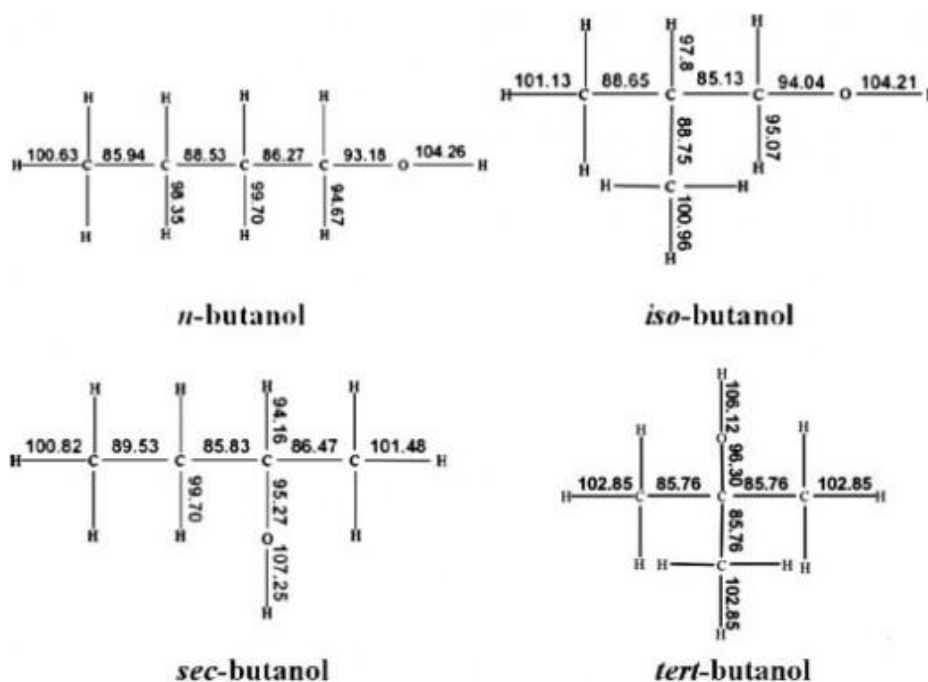 H H H H
H 100.63 C 85.94 C 88.53 C 86.27 C 93.18 O 104.26 H
98.35 99.70 94.67
H H H H
n-butanol
H H H
97.8
H 101.13 C 88.65 C 85.13 C 94.04 O 104.21 H
88.75 95.07
H H
H C H
100.96
H
iso-butanol
H H H H
94.16
H 100.82 C 89.53 C 85.83 C 86.47 C 101.48 H
99.70 95.27
H H O H
107.25
H
sec-butanol
H
106.12
H O H
96.30
H 102.85 C 85.76 C 85.76 C 102.85 H
85.76
H H C H H
102.85
H
tert-butanol